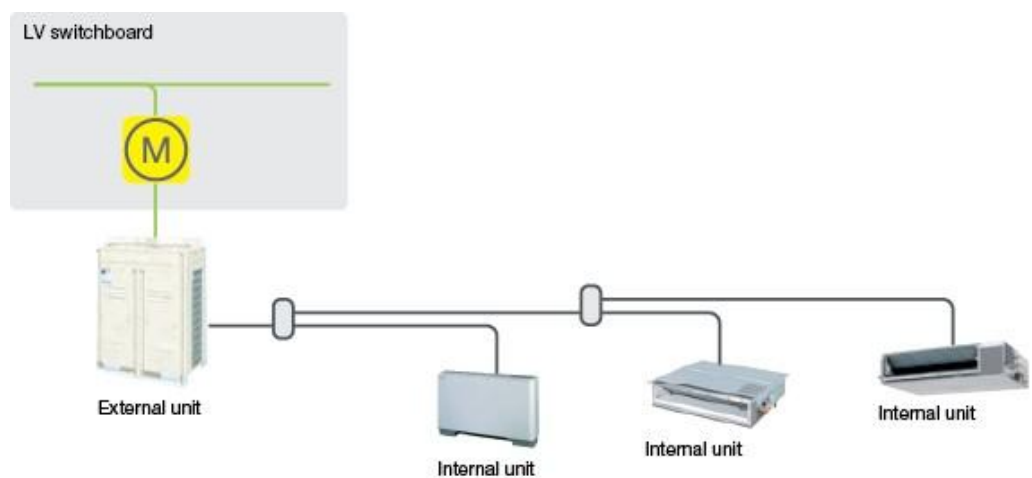 LV switchboard
M
External unit
Internal unit
Internal unit
Internal unit